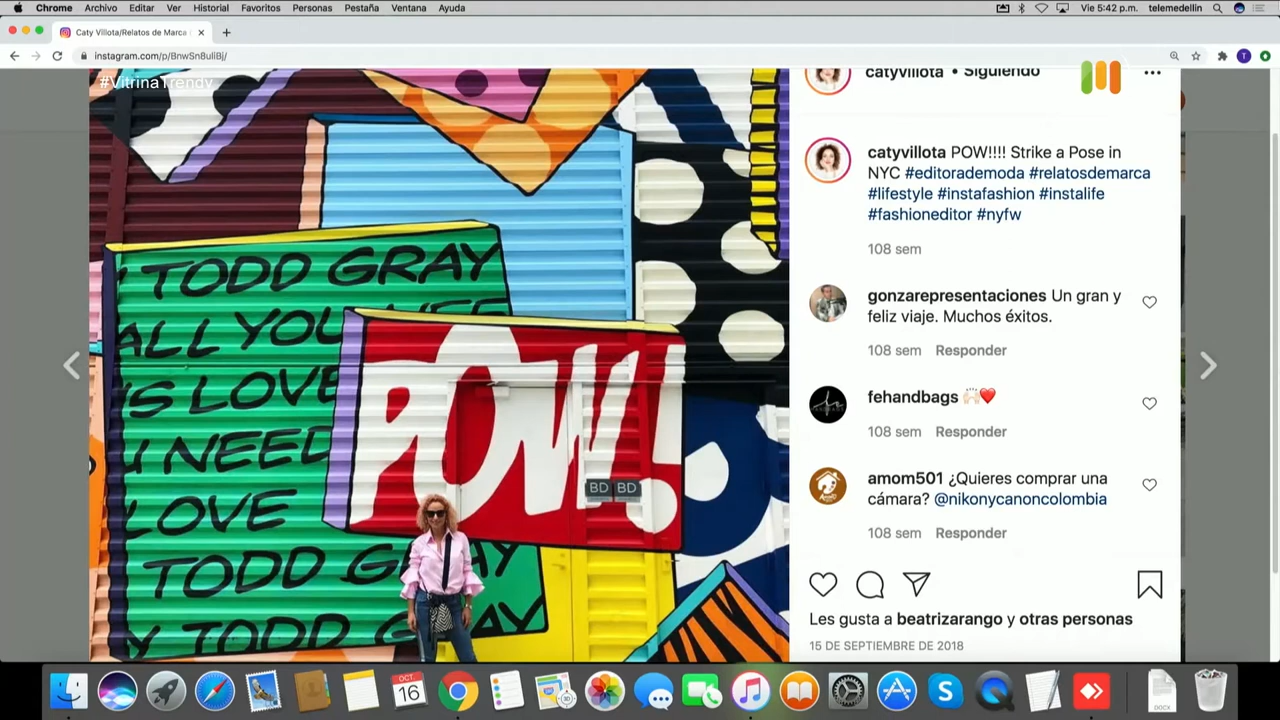 Chrome Archivo Editar Ver Historial Favoritos Personas Pestaña Ventana Ayuda
Vie 5:42 p.m. telemedellin
Caty Villota/Relatos de Marca
instagram.com/p/BnwSn8uliBj/
T
#VitrinaTrendy
TODD GRAY
ALL YOU NEED
IS LOVE
U NEED
LOVE
TODD GRAY
Y TODD GRAY
POW!
BD BD
catyvillota • Siguiendo
catyvillota POW!!!! Strike a Pose in
NYC #editorademoda #relatosdemarca
#lifestyle #instafashion #instalife
#fashioneditor #nyfw
108 sem
gonzarepresentaciones Un gran y
feliz viaje. Muchos éxitos.
108 sem Responder
fehandbags 🙌🏻❤️
108 sem Responder
amom501 ¿Quieres comprar una
cámara? @nikonycanoncolombia
108 sem Responder
Les gusta a beatrizarango y otras personas
15 DE SEPTIEMBRE DE 2018
OCT.
16
DOCX